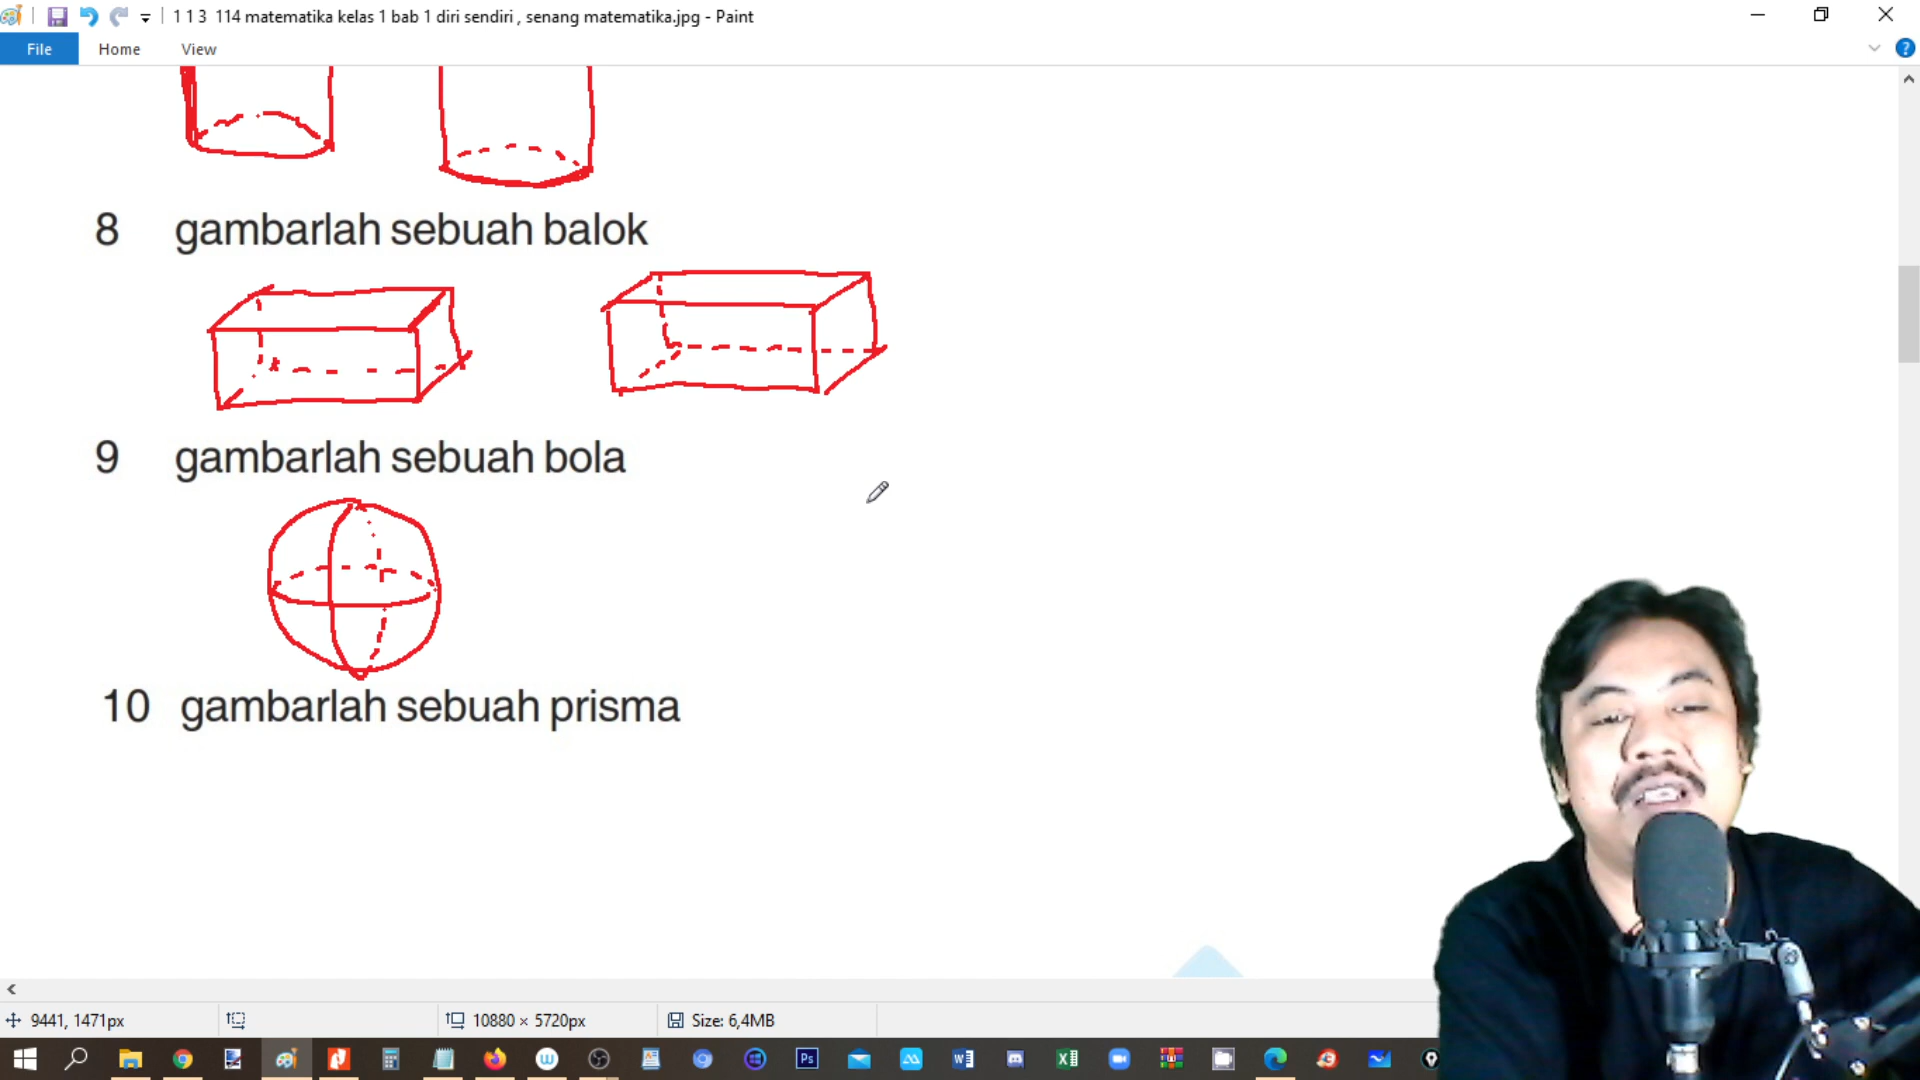 1 1 3  114 matematika kelas 1 bab 1 diri sendiri , senang matematika.jpg - Paint
File Home View
8 gambarlah sebuah balok
9 gambarlah sebuah bola
10 gambarlah sebuah prisma
9441, 1471px 10880 × 5720px Size: 6,4MB